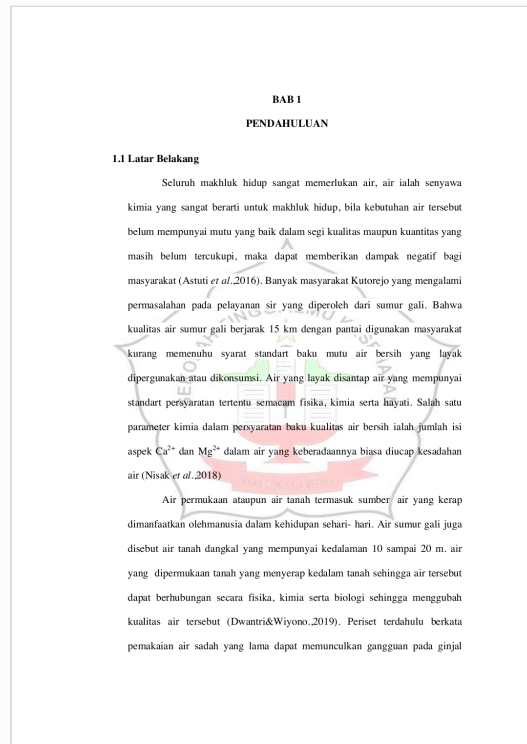 BAB 1
PENDAHULUAN
1.1 Latar Belakang
Seluruh makhluk hidup sangat memerlukan air, air ialah senyawa
kimia yang sangat berarti untuk makhluk hidup, bila kebutuhan air tersebut
belum mempunyai mutu yang baik dalam segi kualitas maupun kuantitas yang
masih belum tercukupi, maka dapat memberikan dampak negatif bagi
masyarakat (Astuti et al.,2016). Banyak masyarakat Kutorejo yang mengalami
permasalahan pada pelayanan sir yang diperoleh dari sumur gali. Bahwa
kualitas air sumur gali berjarak 15 km dengan pantai digunakan masyarakat
kurang memenuhu syarat standart baku mutu air bersih yang layak
dipergunakan atau dikonsumsi. Air yang layak disantap air yang mempunyai
standart persyaratan tertentu semacam fisika, kimia serta hayati. Salah satu
parameter kimia dalam persyaratan baku kualitas air bersih ialah jumlah isi
aspek Ca²⁺ dan Mg²⁺ dalam air yang keberadaannya biasa diucap kesadahan
air (Nisak et al.,2018)
Air permukaan ataupun air tanah termasuk sumber air yang kerap
dimanfaatkan olehmanusia dalam kehidupan sehari- hari. Air sumur gali juga
disebut air tanah dangkal yang mempunyai kedalaman 10 sampai 20 m. air
yang dipermukaan tanah yang menyerap kedalam tanah sehingga air tersebut
dapat berhubungan secara fisika, kimia serta biologi sehingga menggubah
kualitas air tersebut (Dwantri&Wiyono.,2019). Periset terdahulu berkata
pemakaian air sadah yang lama dapat memunculkan gangguan pada ginjal